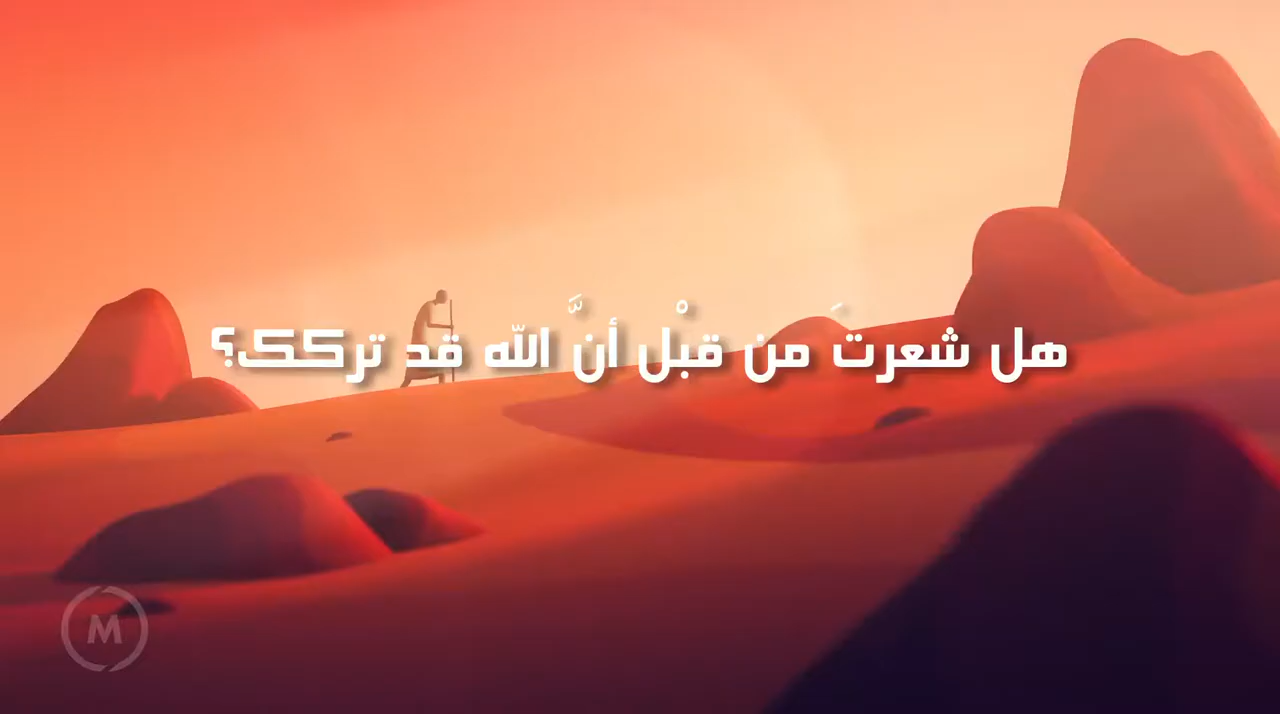 هل شعرتَ من قبْل أنَّ الله قد تركك؟
M